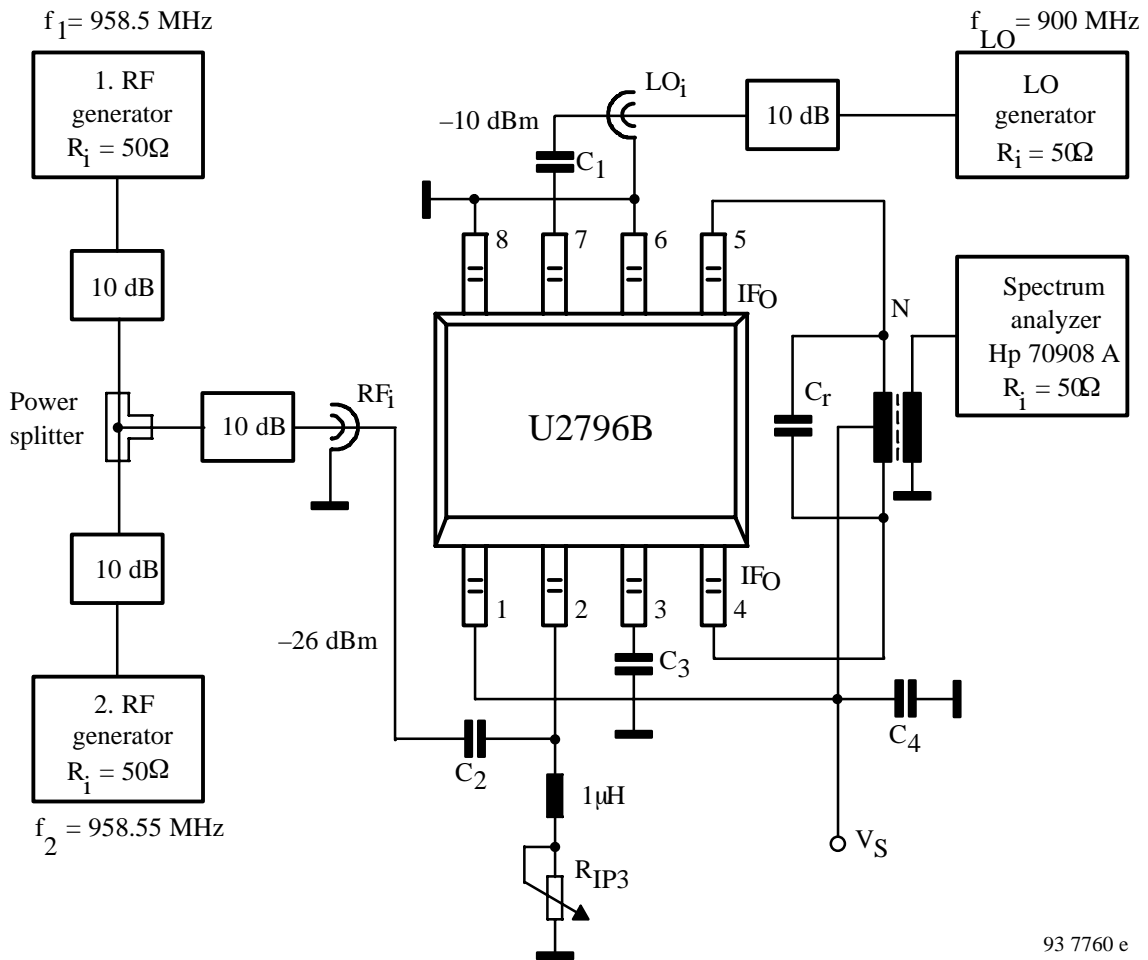 f1= 958.5 MHz
1. RF
generator
Ri = 50Ω
10 dB
Power
splitter
10 dB
10 dB
2. RF
generator
Ri = 50Ω
f2 = 958.55 MHz
RFi
–26 dBm
–10 dBm
LOi
C1
10 dB
fLO = 900 MHz
LO
generator
Ri = 50Ω
8
7
6
5
IFO
N
Cr
Spectrum
analyzer
Hp 70908 A
Ri = 50Ω
U2796B
1
2
3
4
IFO
C3
C2
C4
1µH
RIP3
VS
93 7760 e